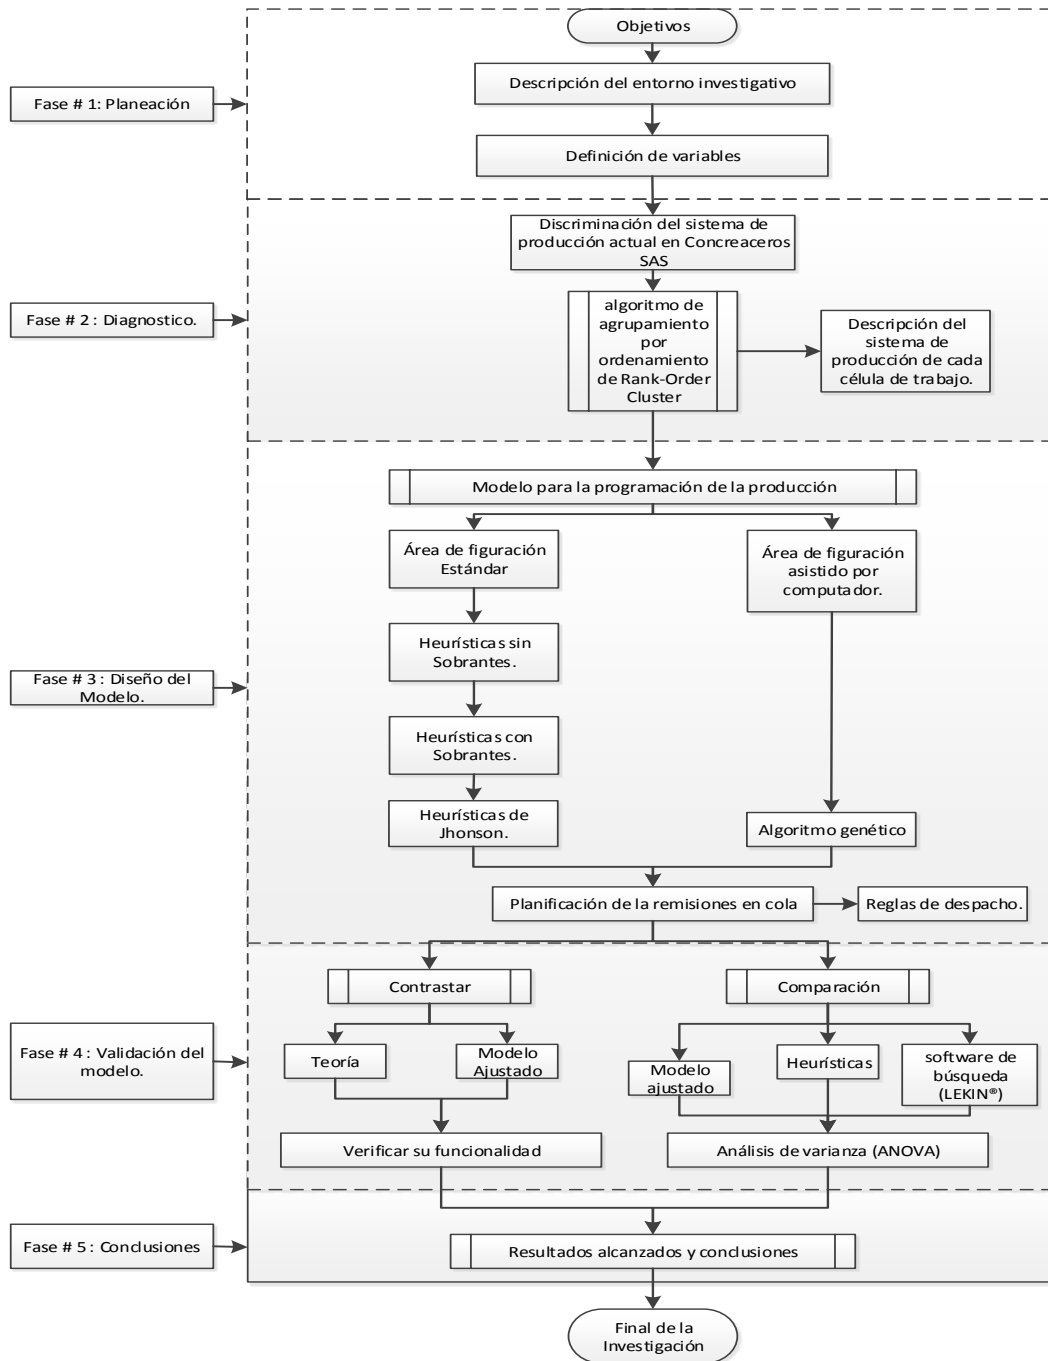 Objetivos
Fase # 1: Planeación
Descripción del entorno investigativo
Definición de variables
Discriminación del sistema de
producción actual en Concreaceros
SAS
Fase # 2 : Diagnostico.
algoritmo de
agrupamiento
por
ordenamiento
de Rank-Order
Cluster
Descripción del
sistema de
producción de cada
célula de trabajo.
Modelo para la programación de la producción
Área de figuración
Estándar
Área de figuración
asistido por
computador.
Heurísticas sin
Sobrantes.
Fase # 3 : Diseño del
Modelo.
Heurísticas con
Sobrantes.
Heurísticas de
Jhonson.
Algoritmo genético
Planificación de la remisiones en cola
Reglas de despacho.
Contrastar
Comparación
Fase # 4 : Validación del
modelo.
Teoría
Modelo
Ajustado
Modelo
ajustado
Heurísticas
software de
búsqueda
(LEKIN®)
Verificar su funcionalidad
Análisis de varianza (ANOVA)
Fase # 5 : Conclusiones
Resultados alcanzados y conclusiones
Final de la
Investigación